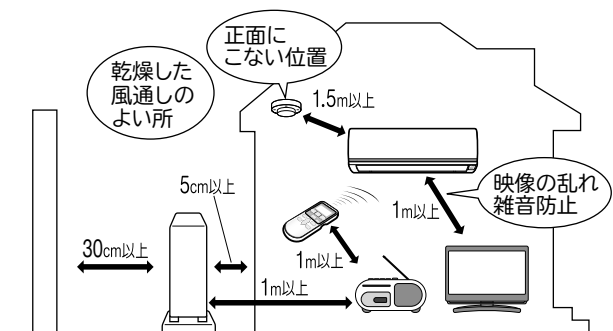 正面に
こない位置
乾燥した
風通しの
よい所
1.5m以上
映像の乱れ
雑音防止
5cm以上
1m以上
30cm以上
1m以上
1m以上